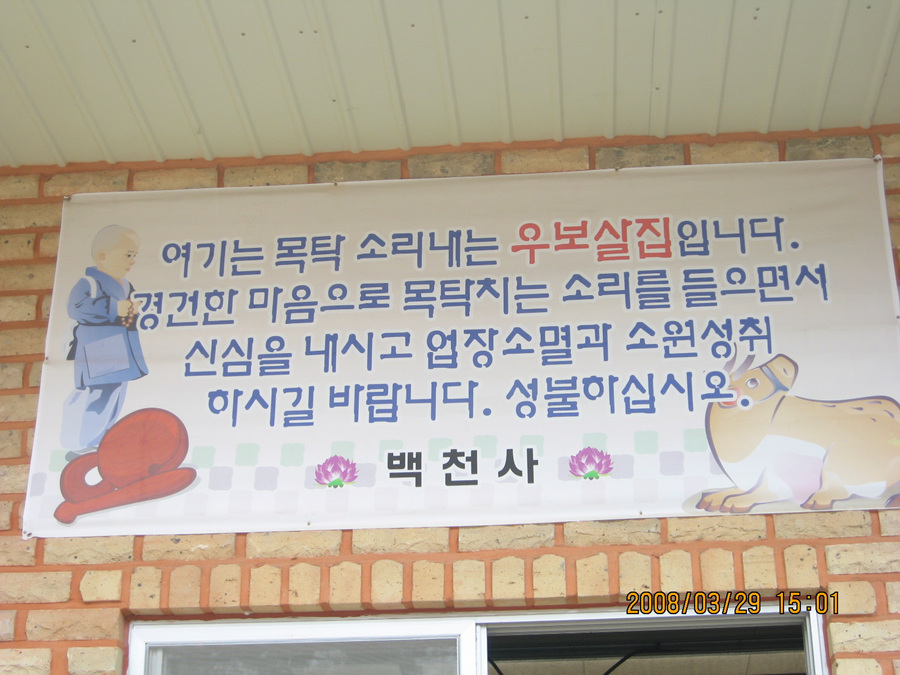 여기는 목탁 소리내는 우보살집입니다.
경건한 마음으로 목탁치는 소리를 들으면서
신심을 내시고 업장소멸과 소원성취
하시길 바랍니다. 성불하십시오.
백천사
2008/03/29 15:01